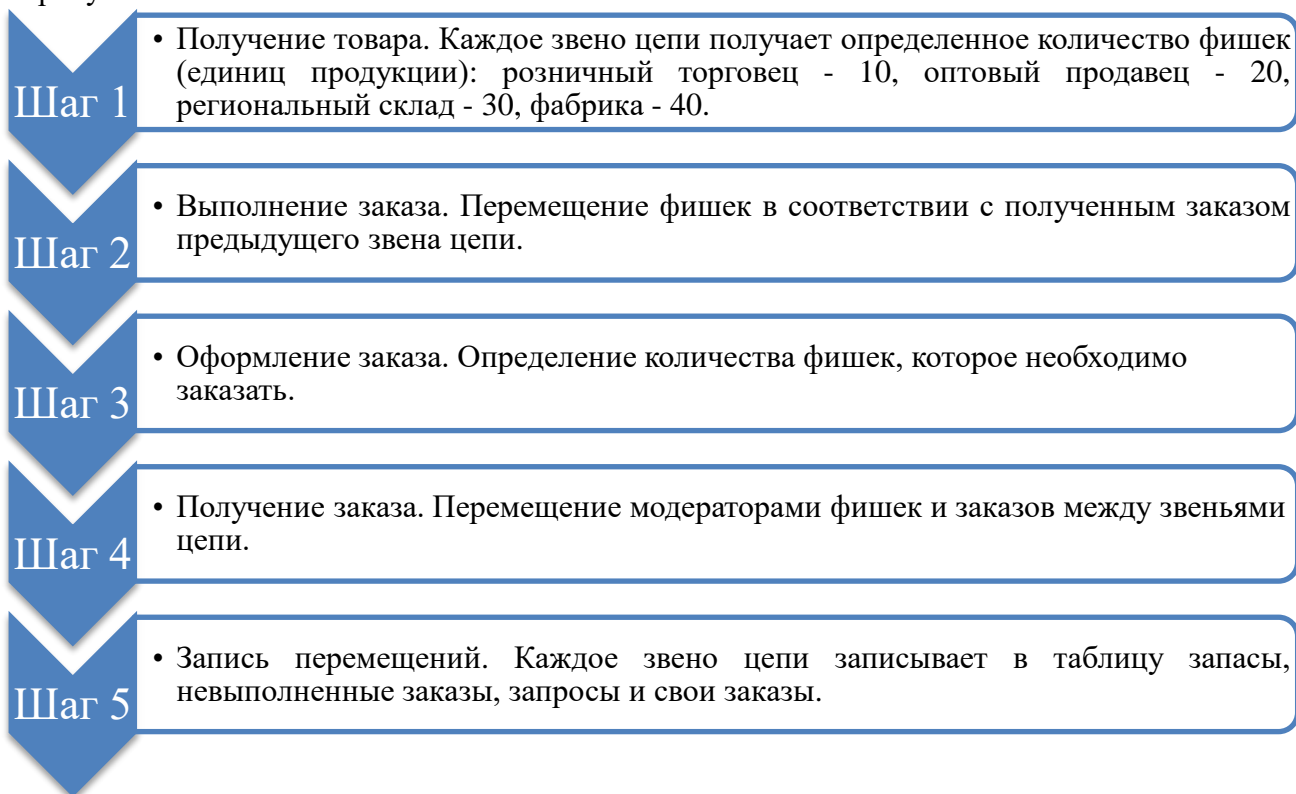 Шаг 1
• Получение товара. Каждое звено цепи получает определенное количество фишек
(единиц продукции): розничный торговец - 10, оптовый продавец - 20,
региональный склад - 30, фабрика - 40.
Шаг 2
• Выполнение заказа. Перемещение фишек в соответствии с полученным заказом
предыдущего звена цепи.
Шаг 3
• Оформление заказа. Определение количества фишек, которое необходимо
заказать.
Шаг 4
• Получение заказа. Перемещение модераторами фишек и заказов между звеньями
цепи.
Шаг 5
• Запись перемещений. Каждое звено цепи записывает в таблицу запасы,
невыполненные заказы, запросы и свои заказы.